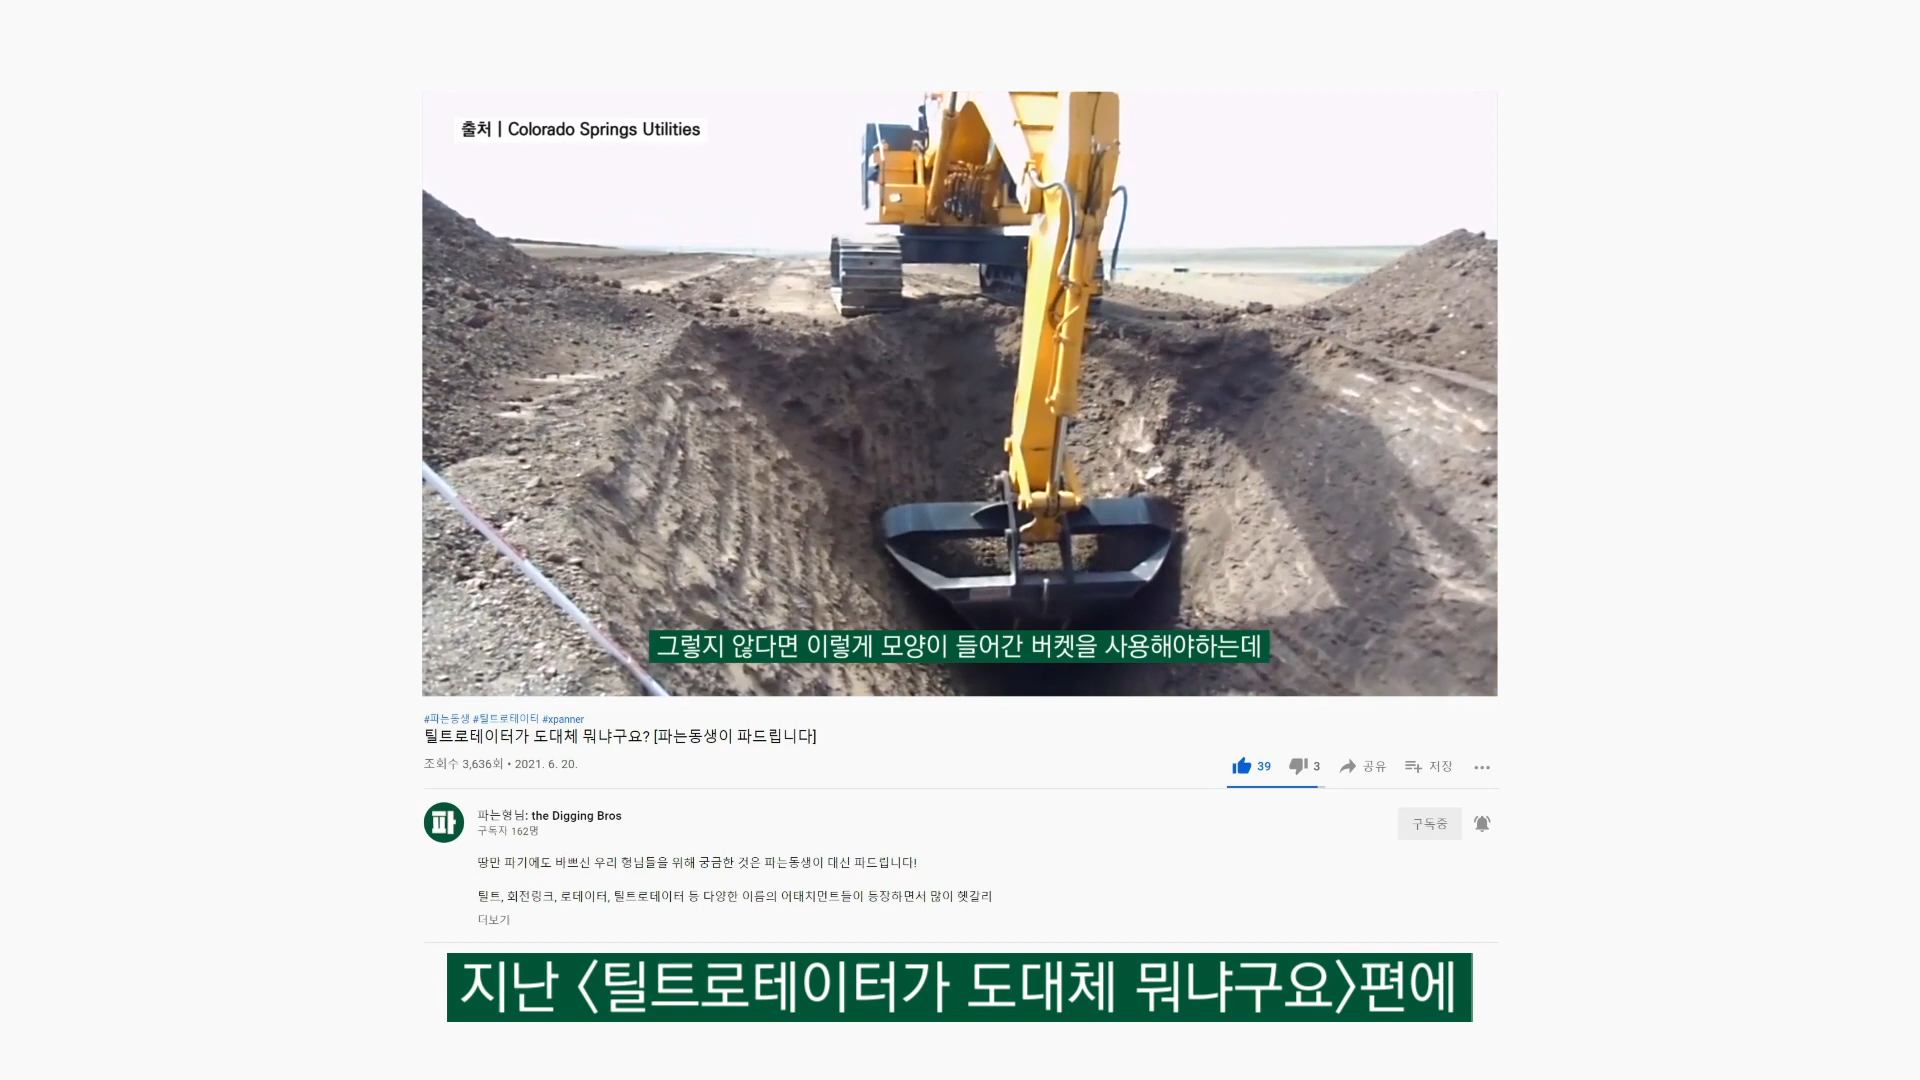 출처 | Colorado Springs Utilities
그렇지 않다면 이렇게 모양이 들어간 버켓을 사용해야하는데
#파는동생 #틸트로테이터 #xpanner
틸트로테이터가 도대체 뭐냐구요? [파는동생이 파드립니다]
조회수 3,636회 • 2021. 6. 20.
39 3 공유 저장
파
파는형님: the Digging Bros
구독자 162명
구독중
땅만 파기에도 바쁘신 우리 형님들을 위해 궁금한 것은 파는동생이 대신 파드립니다!
틸트, 회전링크, 로테이터, 틸트로테이터 등 다양한 이름의 어태치먼트들이 등장하면서 많이 헷갈리
더보기
지난 〈틸트로테이터가 도대체 뭐냐구요〉편에